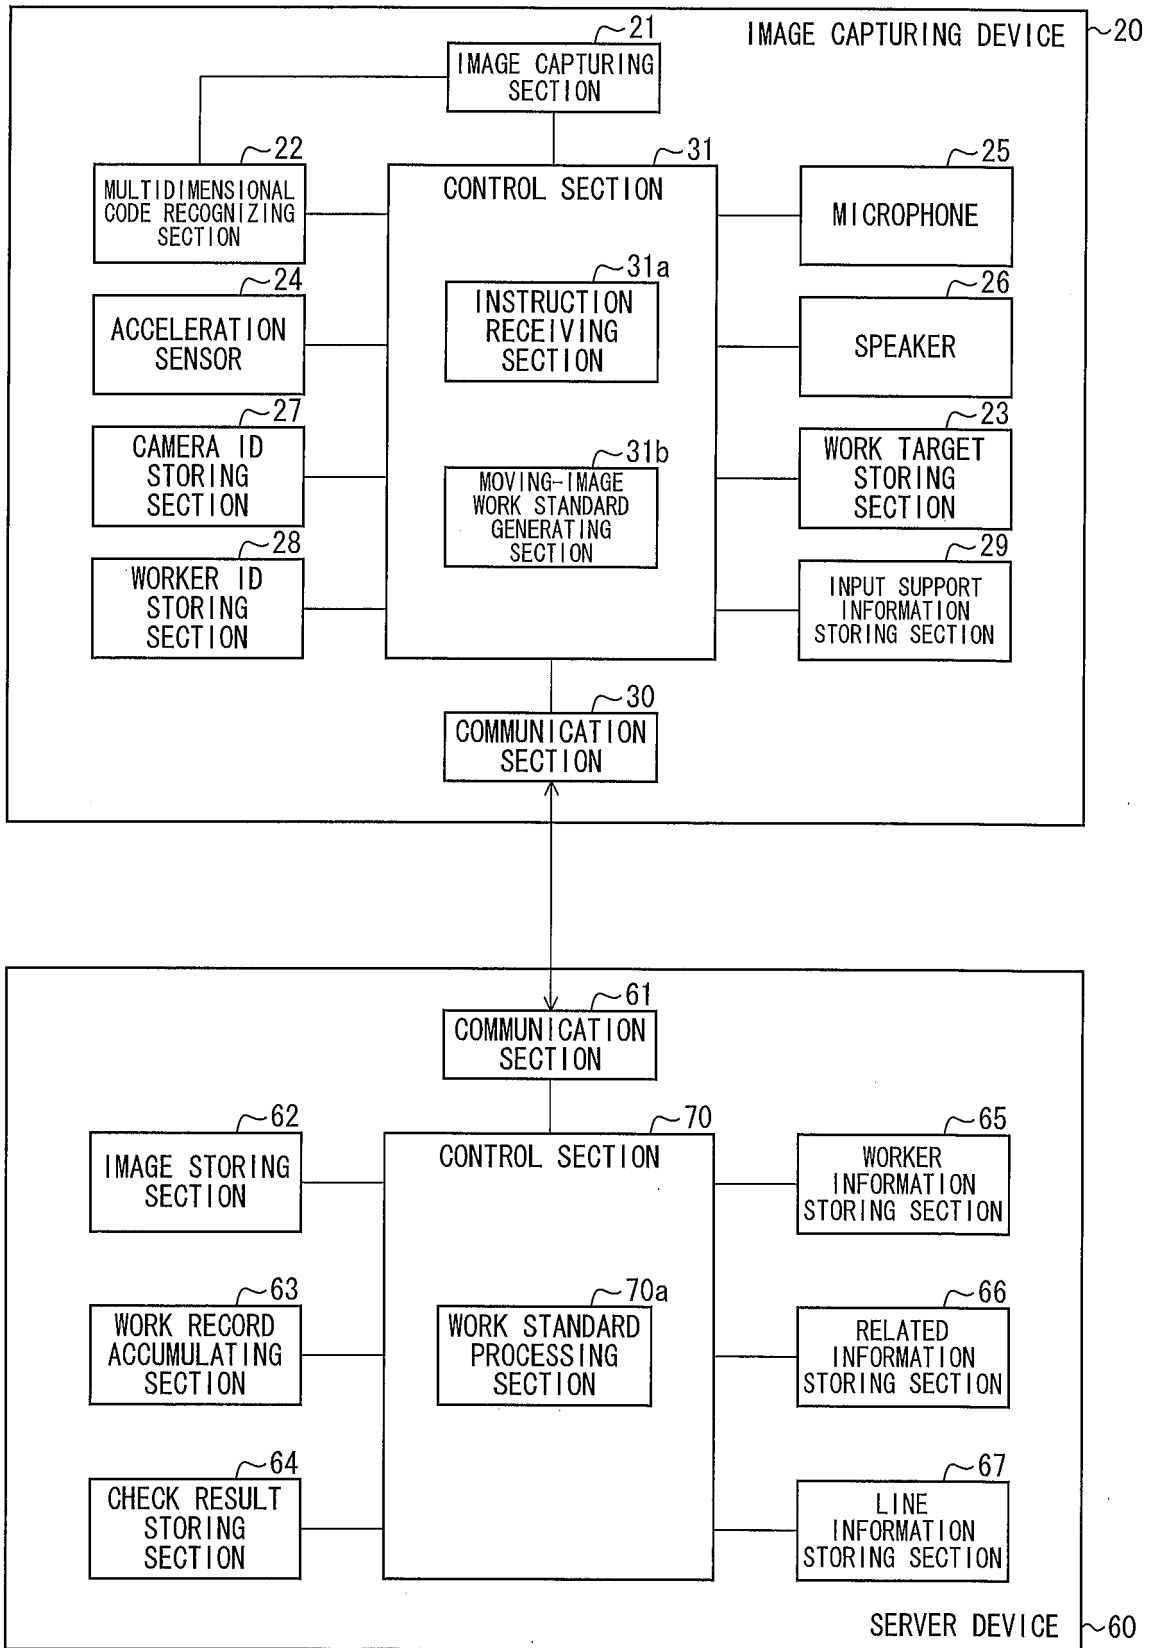 IMAGE CAPTURING DEVICE
20
21
IMAGE CAPTURING
SECTION
22
MULTIDIMENSIONAL
CODE RECOGNIZING
SECTION
31
CONTROL SECTION
25
MICROPHONE
24
ACCELERATION
SENSOR
31a
INSTRUCTION
RECEIVING
SECTION
26
SPEAKER
27
CAMERA ID
STORING
SECTION
31b
MOVING-IMAGE
WORK STANDARD
GENERATING
SECTION
23
WORK TARGET
STORING
SECTION
28
WORKER ID
STORING
SECTION
29
INPUT SUPPORT
INFORMATION
STORING SECTION
30
COMMUNICATION
SECTION
61
COMMUNICATION
SECTION
62
IMAGE STORING
SECTION
70
CONTROL SECTION
65
WORKER
INFORMATION
STORING SECTION
63
WORK RECORD
ACCUMULATING
SECTION
70a
WORK STANDARD
PROCESSING
SECTION
66
RELATED
INFORMATION
STORING SECTION
64
CHECK RESULT
STORING
SECTION
67
LINE
INFORMATION
STORING SECTION
SERVER DEVICE
60